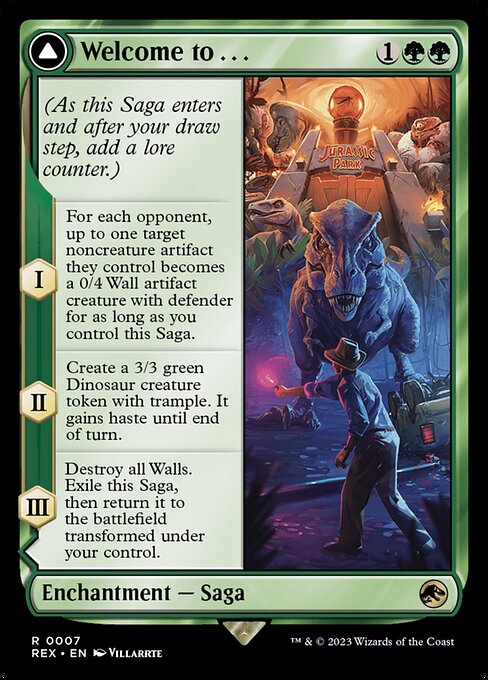 Welcome to . . . 1
(As this Saga enters
and after your draw
step, add a lore
counter.)
I
For each opponent,
up to one target
noncreature artifact
they control becomes
a 0/4 Wall artifact
creature with defender
for as long as you
control this Saga.
II
Create a 3/3 green
Dinosaur creature
token with trample. It
gains haste until end
of turn.
III
Destroy all Walls.
Exile this Saga,
then return it to
the battlefield
transformed under
your control.
JURASSIC
PARK
Enchantment — Saga
R 0007
REX • EN VILLARRTE
™ & © 2023 Wizards of the Coast